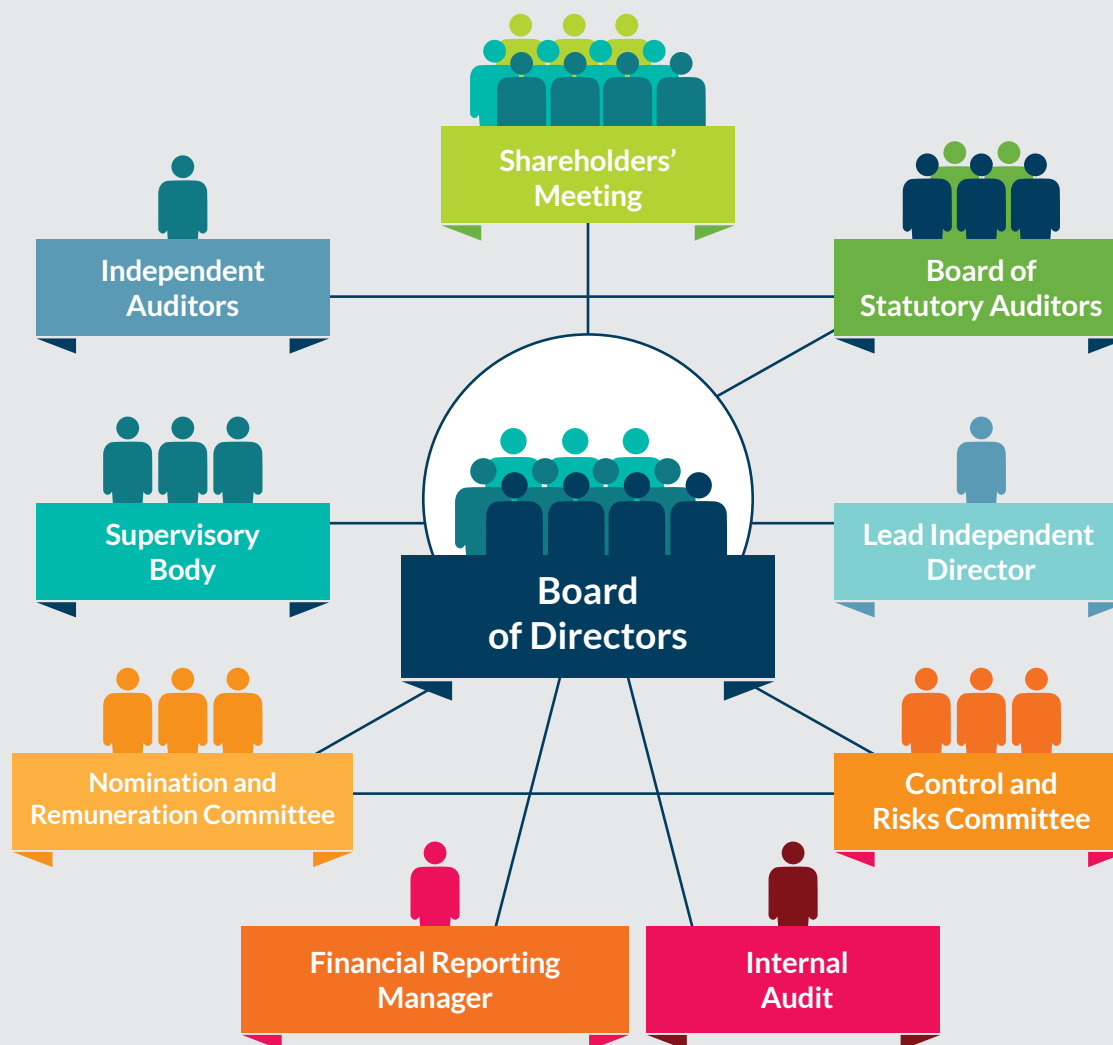 Shareholders’
Meeting
Independent
Auditors
Board of
Statutory Auditors
Supervisory
Body
Lead Independent
Director
Board
of Directors
Nomination and
Remuneration Committee
Control and
Risks Committee
Financial Reporting
Manager
Internal
Audit